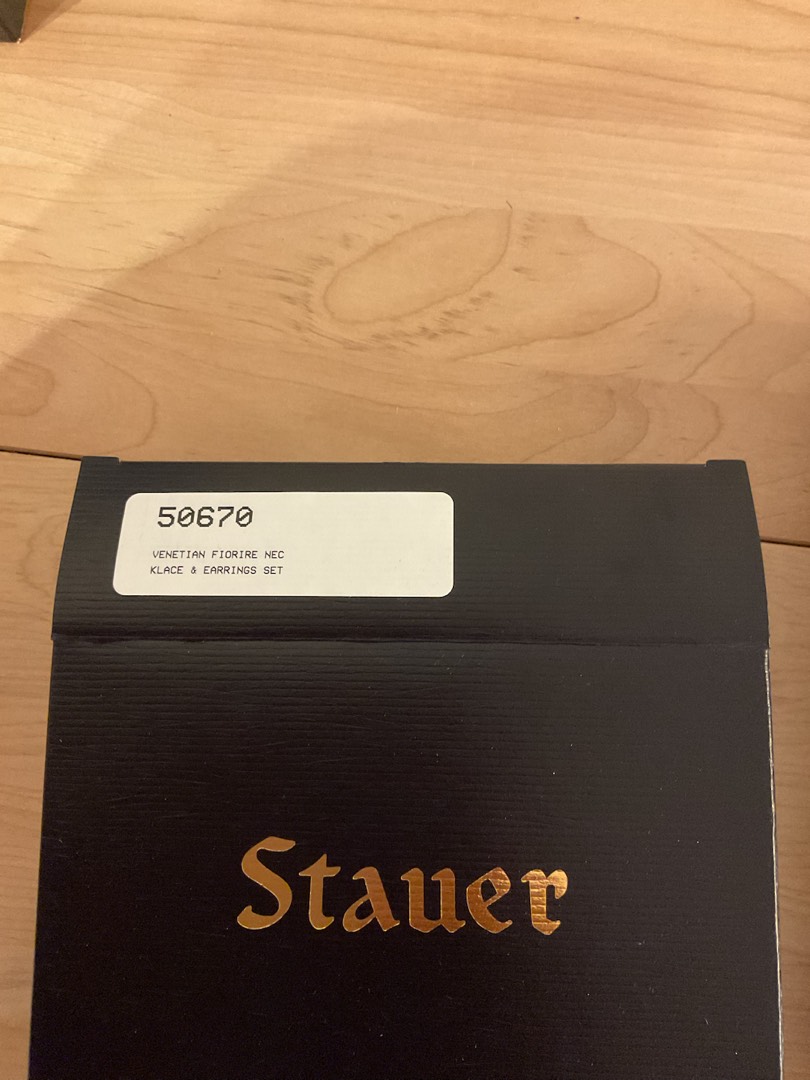 50670
VENETIAN FIORIRE NEC
KLACE & EARRINGS SET
Stauer